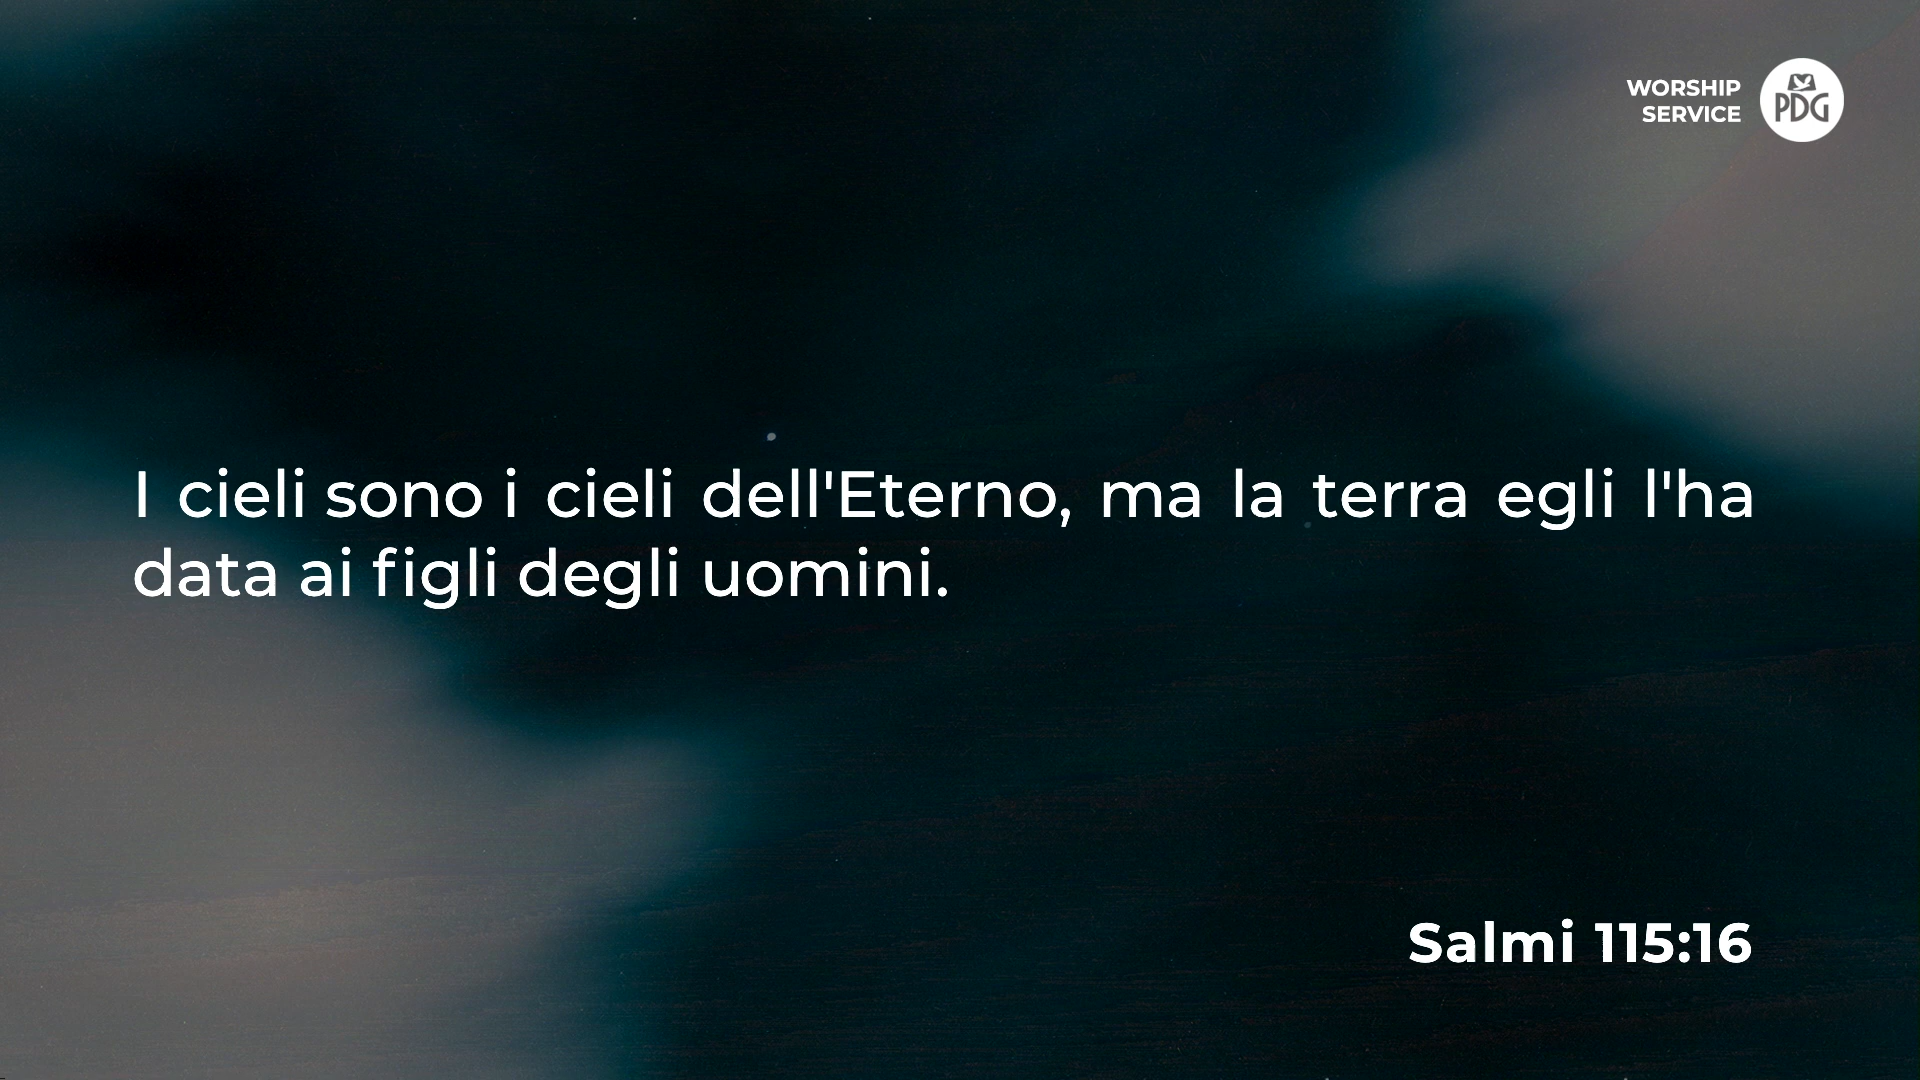 WORSHIP
SERVICE
PDG
I cieli sono i cieli dell'Eterno, ma la terra egli l'ha
data ai figli degli uomini.
Salmi 115:16